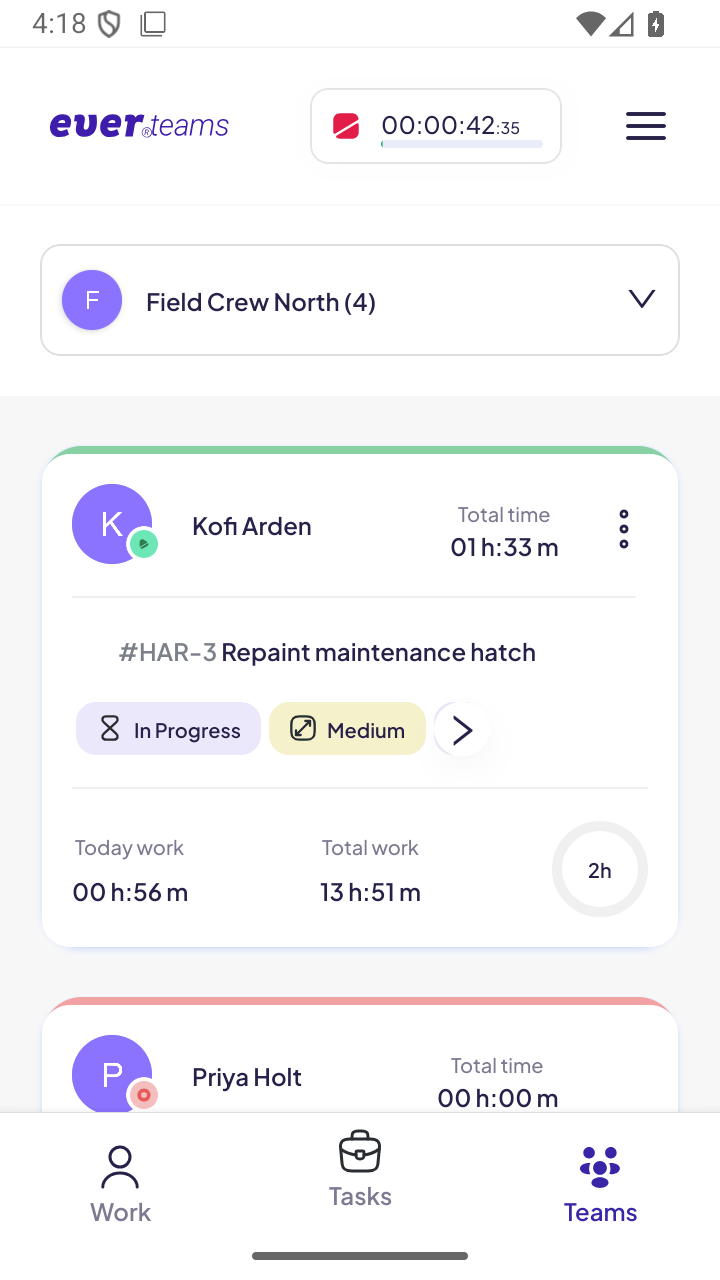 4:18
ever®teams
00:00:42:35
F
Field Crew North (4)
K
Kofi Arden
Total time
01 h:33 m
#HAR-3 Repaint maintenance hatch
In Progress
Medium
Today work
00 h:56 m
Total work
13 h:51 m
2h
P
Priya Holt
Total time
00 h:00 m
Work
Tasks
Teams